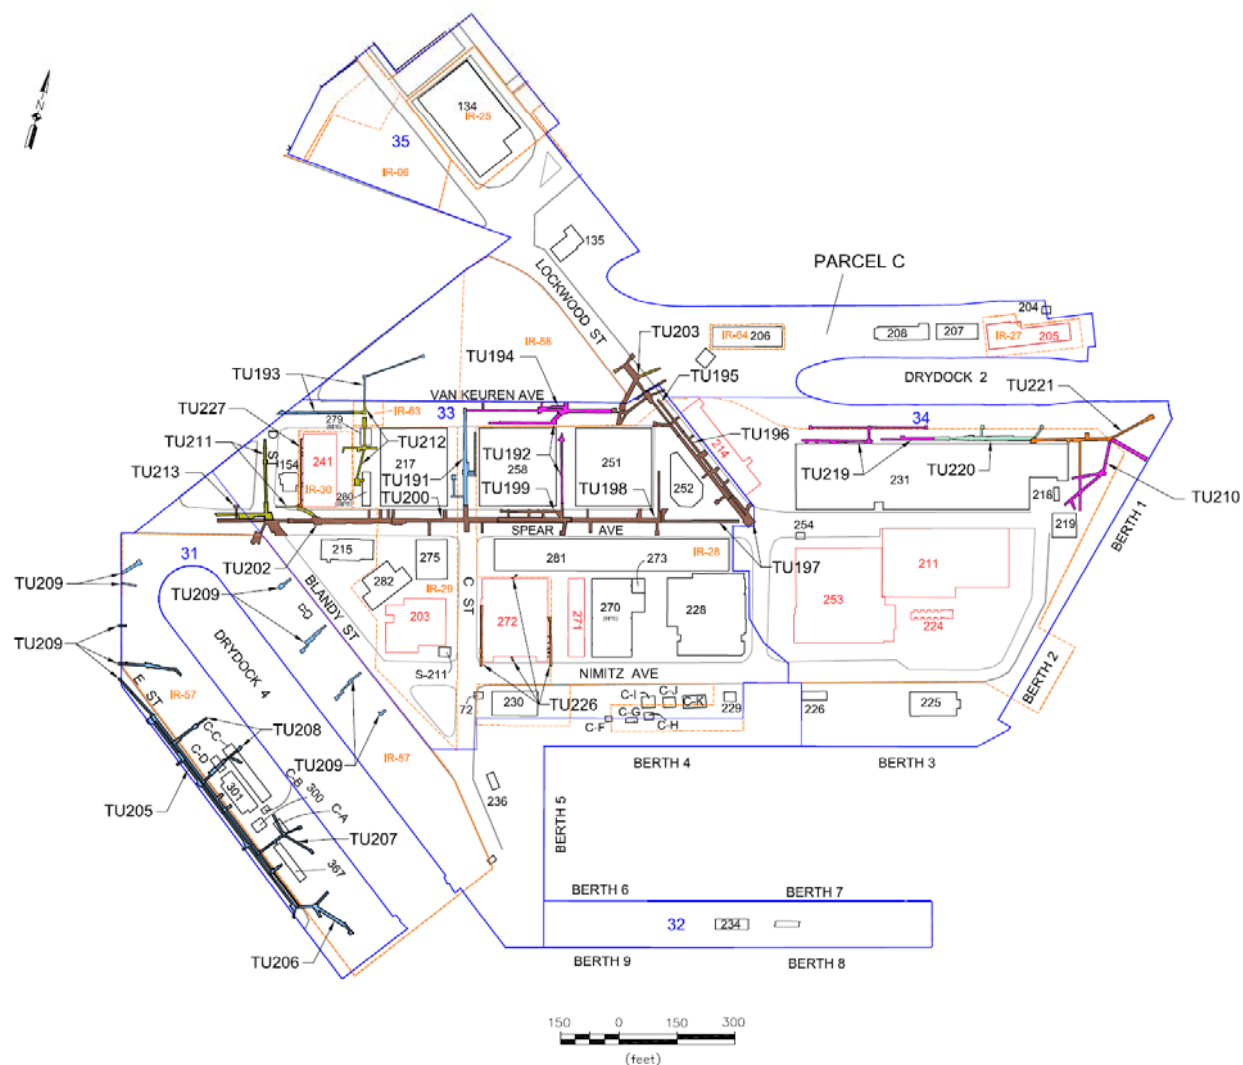 N
134
IR-25
35
IR-06
135
LOCKWOOD ST
PARCEL C
204
IR-64 206
208
207
IR-27
205
DRYDOCK 2
IR-58
TU203
TU194
TU195
TU193
VAN KEUREN AVE
TU221
TU227
IR-63
33
34
279
TU211
D ST
TU212
TU196
214
154
241
217
TU192
251
TU219
TU220
TU213
TU191
258
231
IR-30
280
TU200
TU199
TU198
252
218
TU210
219
SPEAR AVE
254
BERTH 1
31
215
275
281
273
IR-28
211
TU209
TU202
TU197
282
IR-29
C ST
TU209
BLANDY ST
203
272
271
270
228
253
224
TU209
DRYDOCK 4
S-211
NIMITZ AVE
BERTH 2
E ST
IR-57
C-I
C-J
C-K
72
230
TU226
C-G
C-H
C-F
229
226
225
TU208
C-C
C-D
TU209
IR-57
BERTH 4
BERTH 3
TU205
301
C-B
300
C-A
236
BERTH 5
TU207
367
BERTH 6
BERTH 7
32
234
TU206
BERTH 9
BERTH 8
150 0 150 300
(feet)